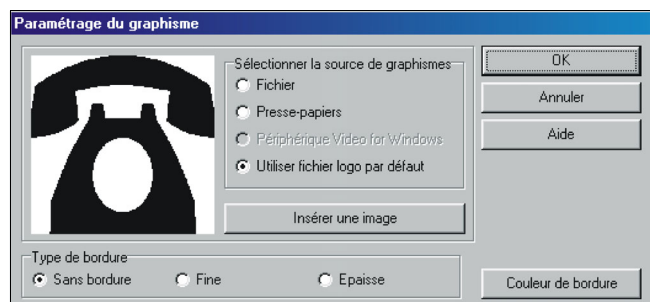 Paramétrage du graphisme
Sélectionner la source de graphismes
Fichier
Presse-papiers
Périphérique Video for Windows
Utiliser fichier logo par défaut
Insérer une image
OK
Annuler
Aide
Type de bordure
Sans bordure
Fine
Epaisse
Couleur de bordure